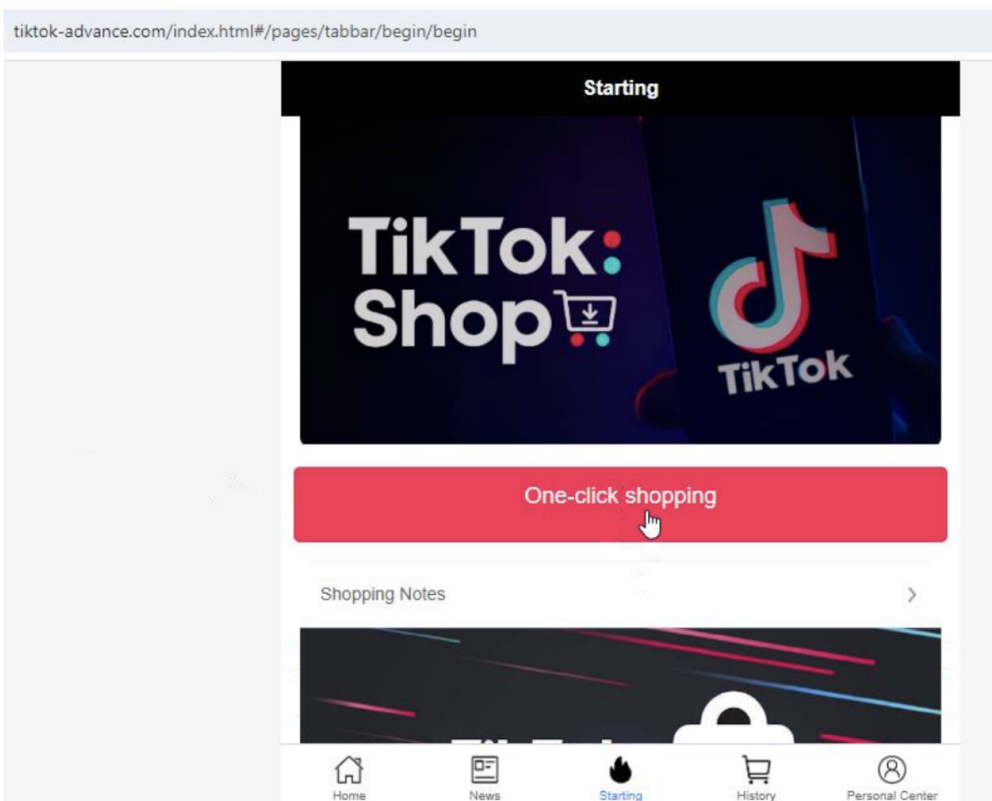 tiktok-advance.com/index.html#/pages/tabbar/begin/begin
Starting
TikTok:
Shop
TikTok
One-click shopping
Shopping Notes
Home
News
Starting
History
Personal Center